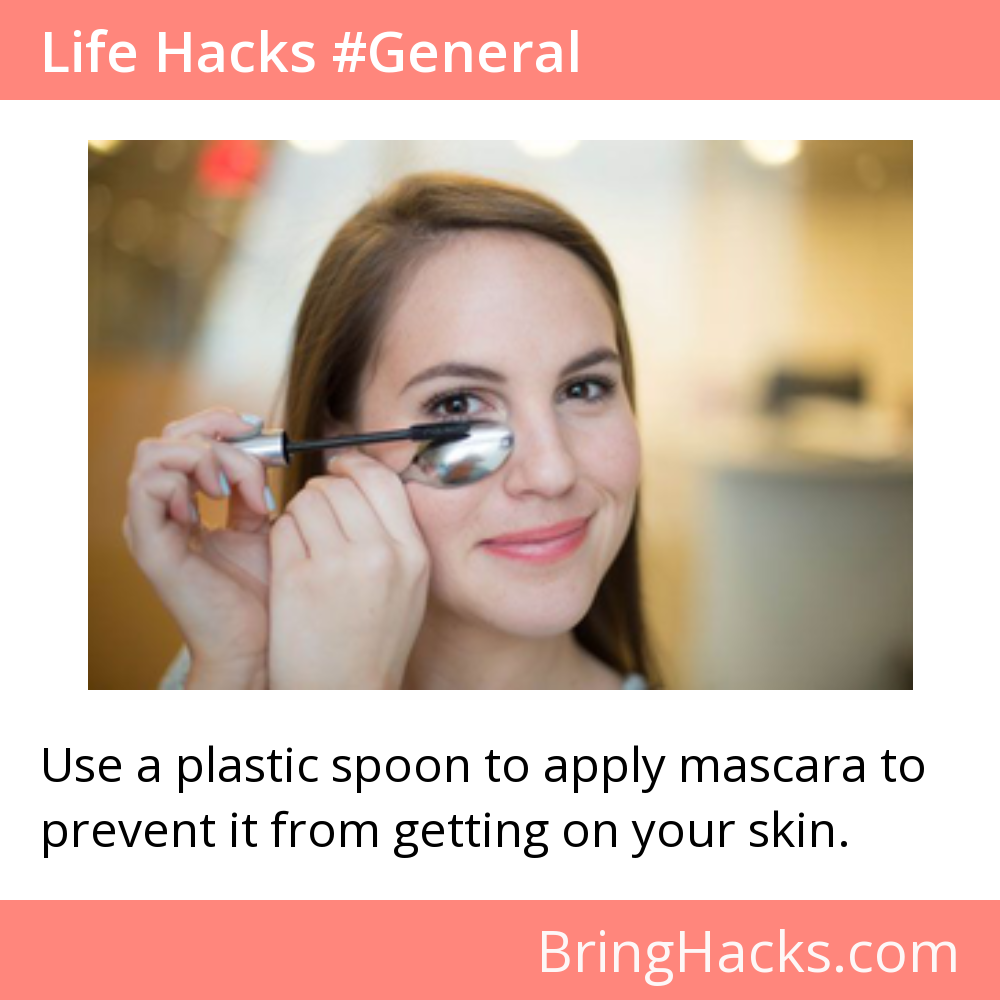 Life Hacks #General
Use a plastic spoon to apply mascara to
prevent it from getting on your skin.
BringHacks.com